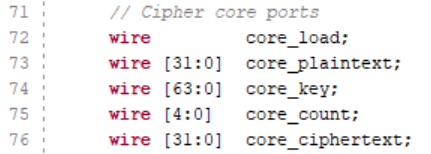 71 // Cipher core ports
72 wire core_load;
73 wire [31:0] core_plaintext;
74 wire [63:0] core_key;
75 wire [4:0] core_count;
76 wire [31:0] core_ciphertext;